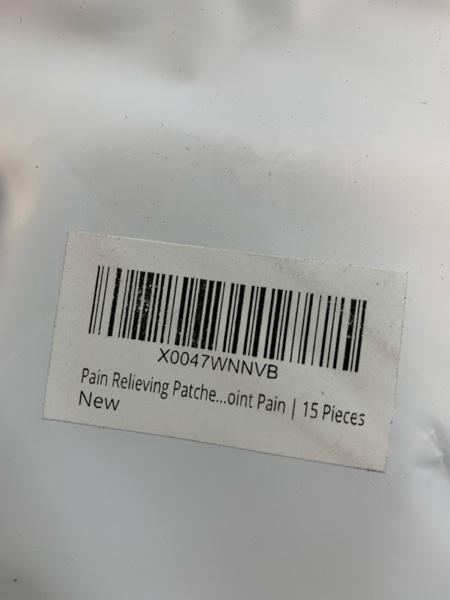 X0047WNNVB
Pain Relieving Patche...oint Pain | 15 Pieces
New